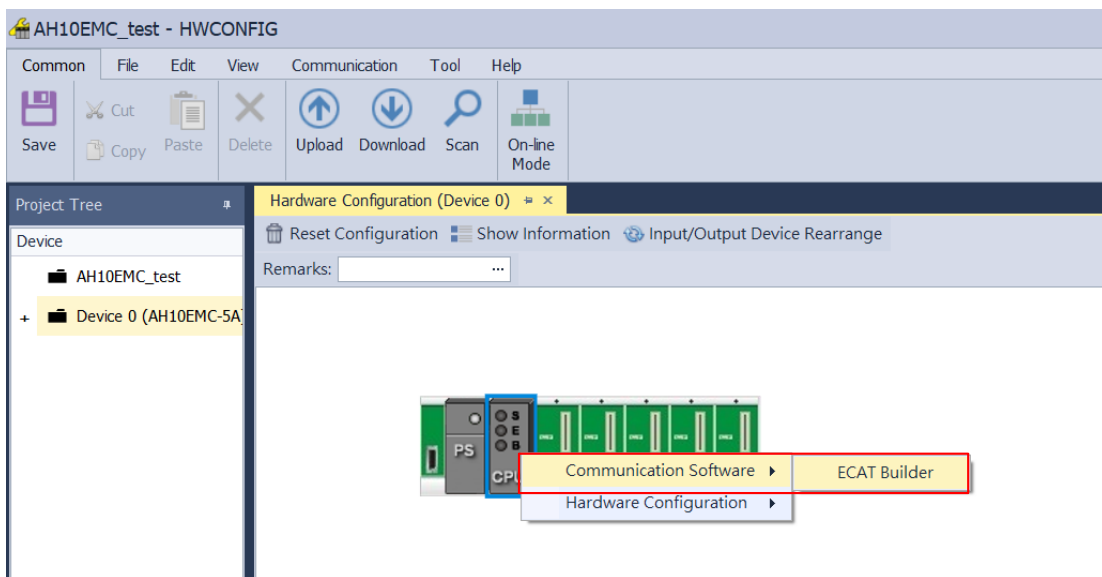 AH10EMC_test - HWCONFIG
Common File Edit View Communication Tool Help
Save Cut Copy Paste Delete Upload Download Scan On-line Mode
Project Tree
Hardware Configuration (Device 0)
Device
Reset Configuration Show Information Input/Output Device Rearrange
Remarks: ...
AH10EMC_test
+ Device 0 (AH10EMC-5A
S
E
B
PS
CPU
Communication Software ECAT Builder
Hardware Configuration